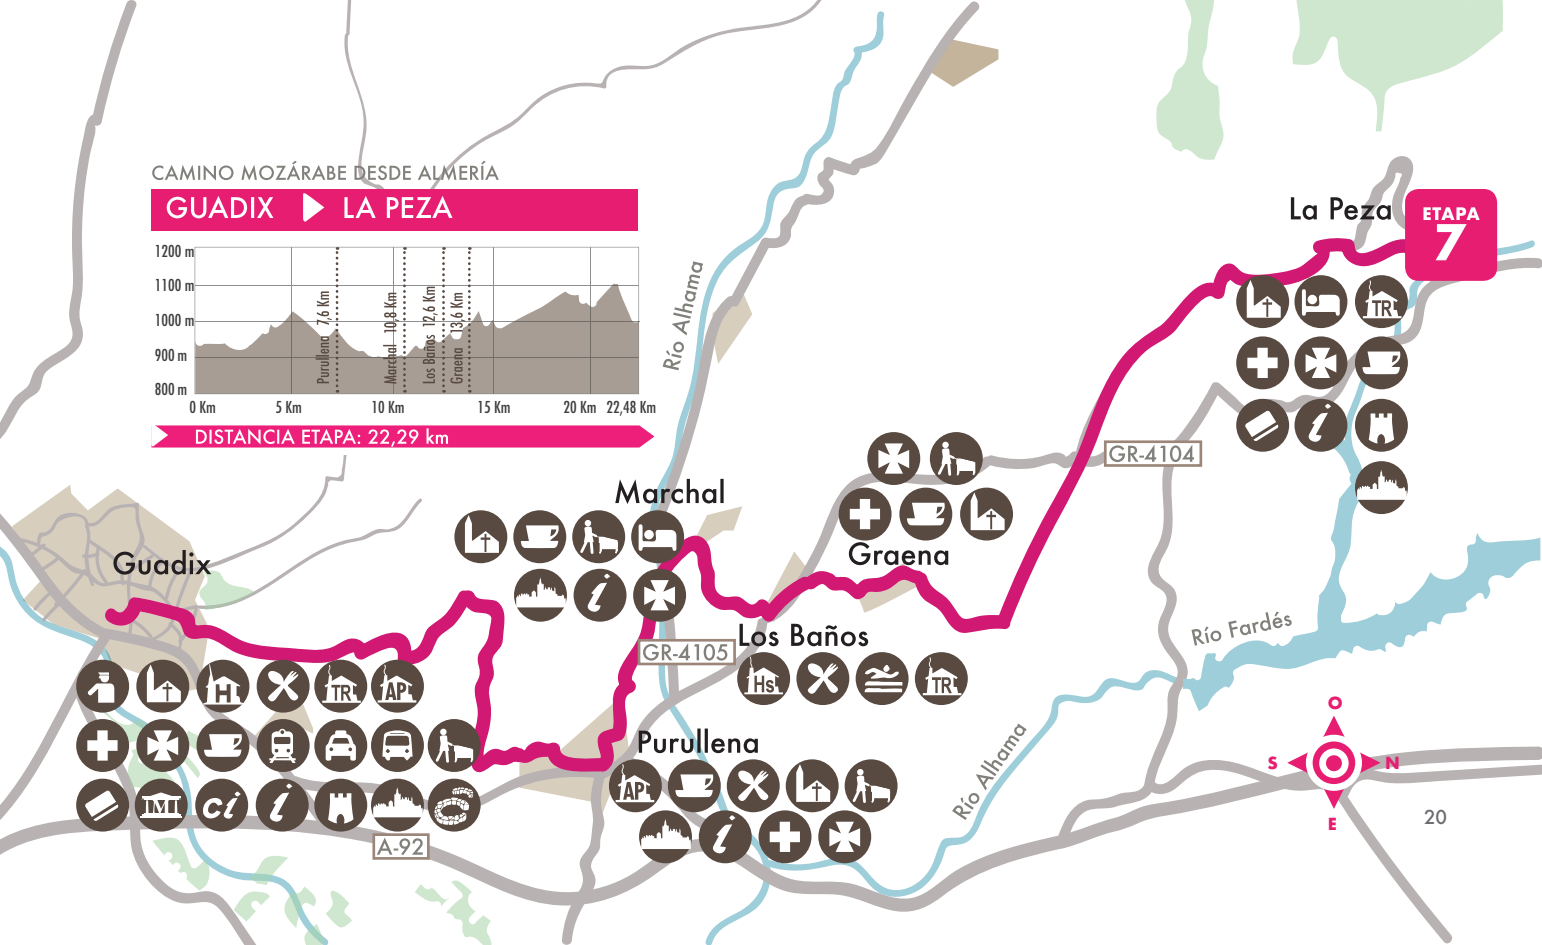 CAMINO MOZÁRABE DESDE ALMERÍA
GUADIX LA PEZA
1200 m
1100 m
1000 m
900 m
800 m
Purullena 7,6 Km
Marchal 10,8 Km
Los Baños 12,6 Km
Graena 13,6 Km
0 Km 5 Km 10 Km 15 Km 20 Km 22,48 Km
DISTANCIA ETAPA: 22,29 km
La Peza
ETAPA
7
TR
i
Río Alhama
GR-4104
Marchal
i
Graena
Guadix
GR-4105
Los Baños
Hs TR
Río Fardés
H TR AP
M ci i
A-92
Purullena
AP
i
Río Alhama
O
S N
E
20